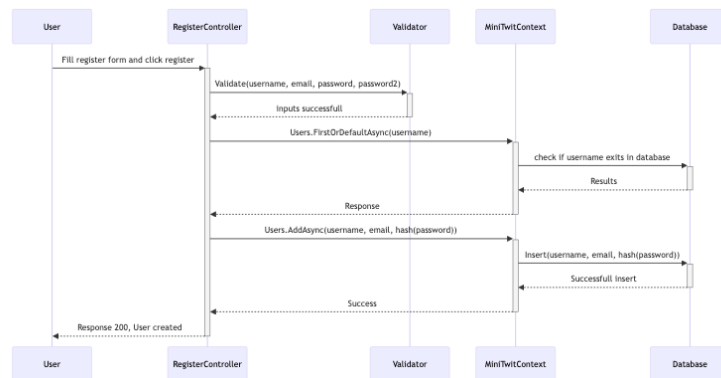 User RegisterController Validator MiniTwitContext Database
Fill register form and click register
Validate(username, email, password, password2)
Inputs successfull
Users.FirstOrDefaultAsync(username)
check if username exits in database
Results
Response
Users.AddAsync(username, email, hash(password))
Insert(username, email, hash(password))
Successfull Insert
Success
Response 200, User created
User RegisterController Validator MiniTwitContext Database